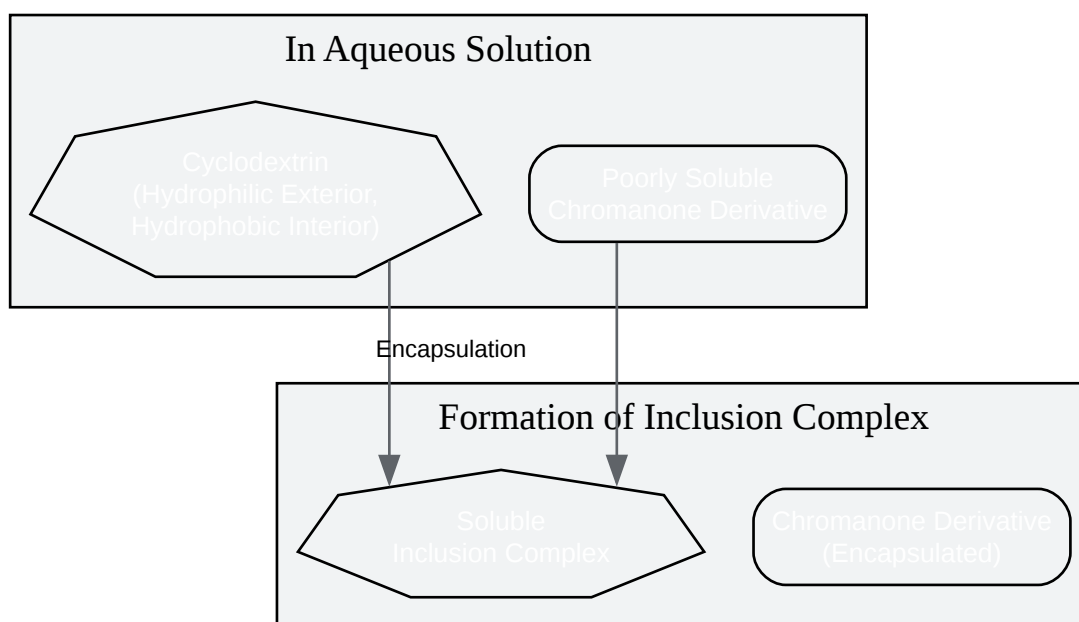 In Aqueous Solution
Cyclodextrin
(Hydrophilic Exterior,
Hydrophobic Interior)
Poorly Soluble
Chromanone Derivative
Encapsulation
Formation of Inclusion Complex
Soluble
Inclusion Complex
Chromanone Derivative
(Encapsulated)